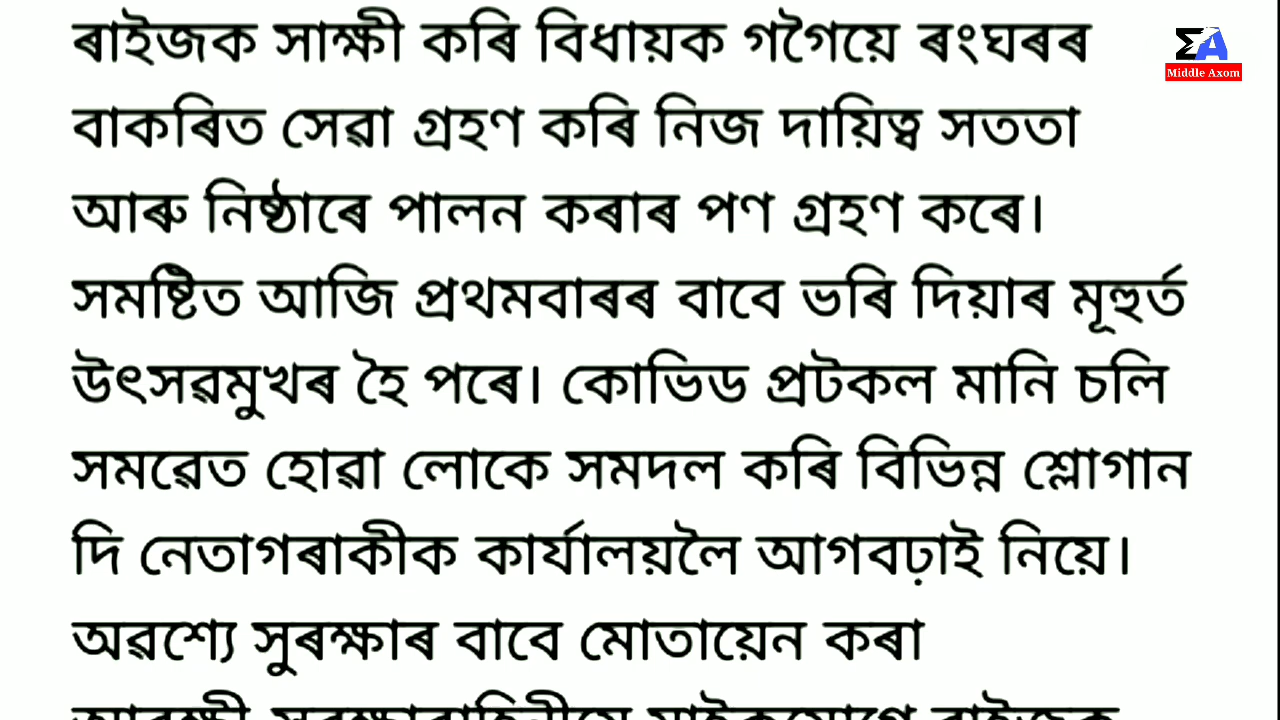 ৰাইজক সাক্ষী কৰি বিধায়ক গগৈয়ে ৰংঘৰৰ
বাকৰিত সেৱা গ্ৰহণ কৰি নিজ দায়িত্ব সততা
আৰু নিষ্ঠাৰে পালন কৰাৰ পণ গ্ৰহণ কৰে।
সমষ্টিত আজি প্ৰথমবাৰৰ বাবে ভৰি দিয়াৰ মূহুৰ্ত
উৎসৱমুখৰ হৈ পৰে। কোভিড প্ৰটকল মানি চলি
সমৱেত হোৱা লোকে সমদল কৰি বিভিন্ন শ্লোগান
দি নেতাগৰাকীক কাৰ্যালয়লৈ আগবঢ়াই নিয়ে।
অৱশ্যে সুৰক্ষাৰ বাবে মোতায়েন কৰা
ΣA
Middle Axom